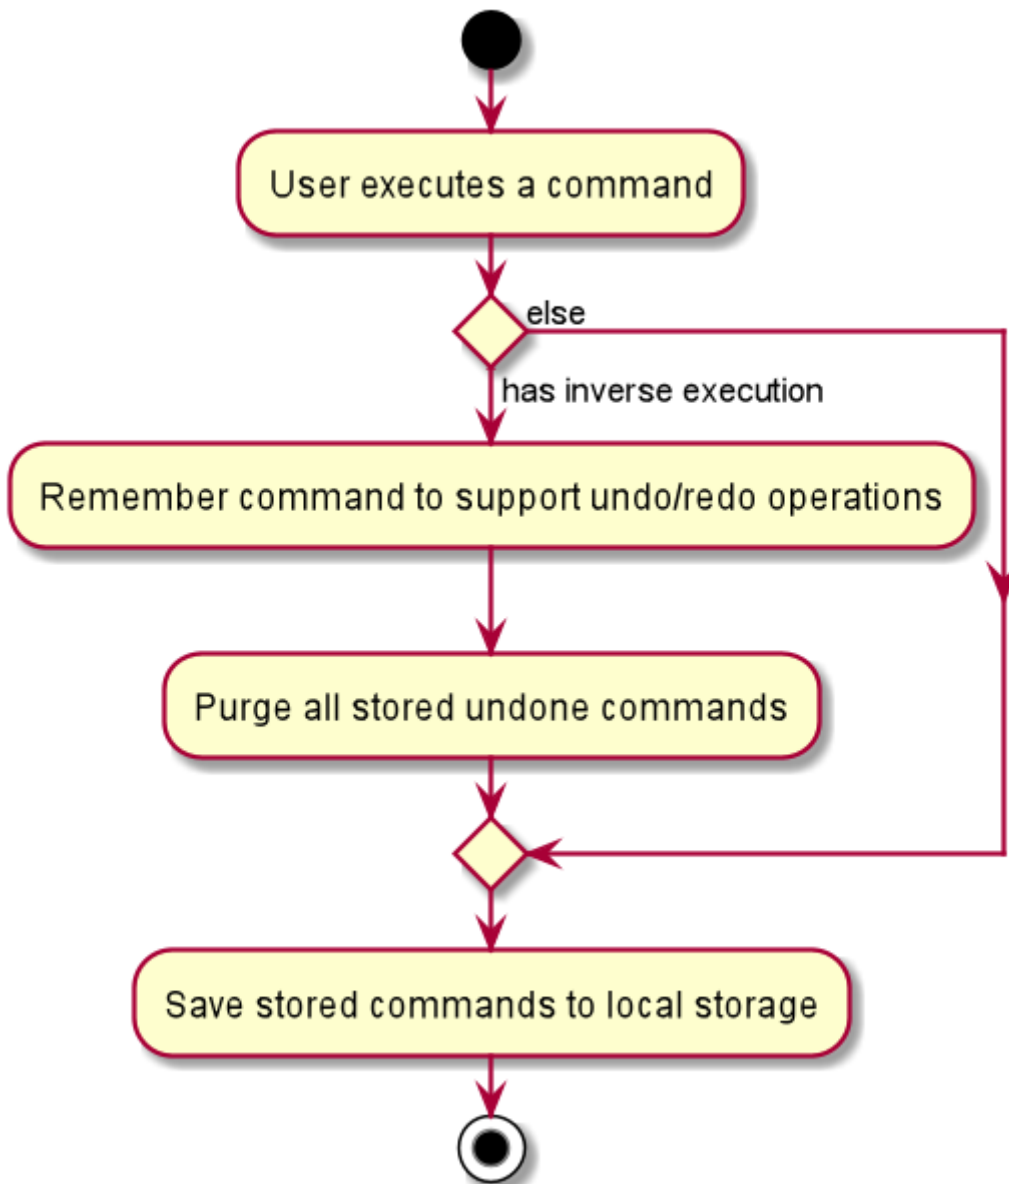 User executes a command
else
has inverse execution
Remember command to support undo/redo operations
Purge all stored undone commands
Save stored commands to local storage